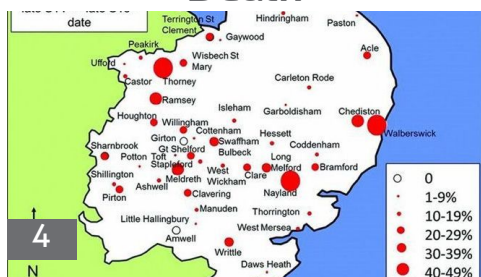 date
Terrington St
Clement
Hindringham
Paston
Gaywood
Acle
Peakirk
Wisbech St
Mary
Ufford
Castor
Thorney
Carleton Rode
Ramsey
Isleham
Garboldisham
Chediston
Walberswick
Houghton
Willingham
Cottenham
Girton
Swaffham
Bulbeck
Hessett
Coddenham
Sharnbrook
Gt Shelford
Potton
Toft
Stapleford
Long
Melford
Bramford
Shillington
Meldreth
West
Wickham
Clare
Ashwell
Nayland
Pirton
Clavering
Manuden
Thorrington
Little Hallingbury
West Mersea
Amwell
Writtle
Daws Heath
4
N
0
1-9%
10-19%
20-29%
30-39%
40-49%